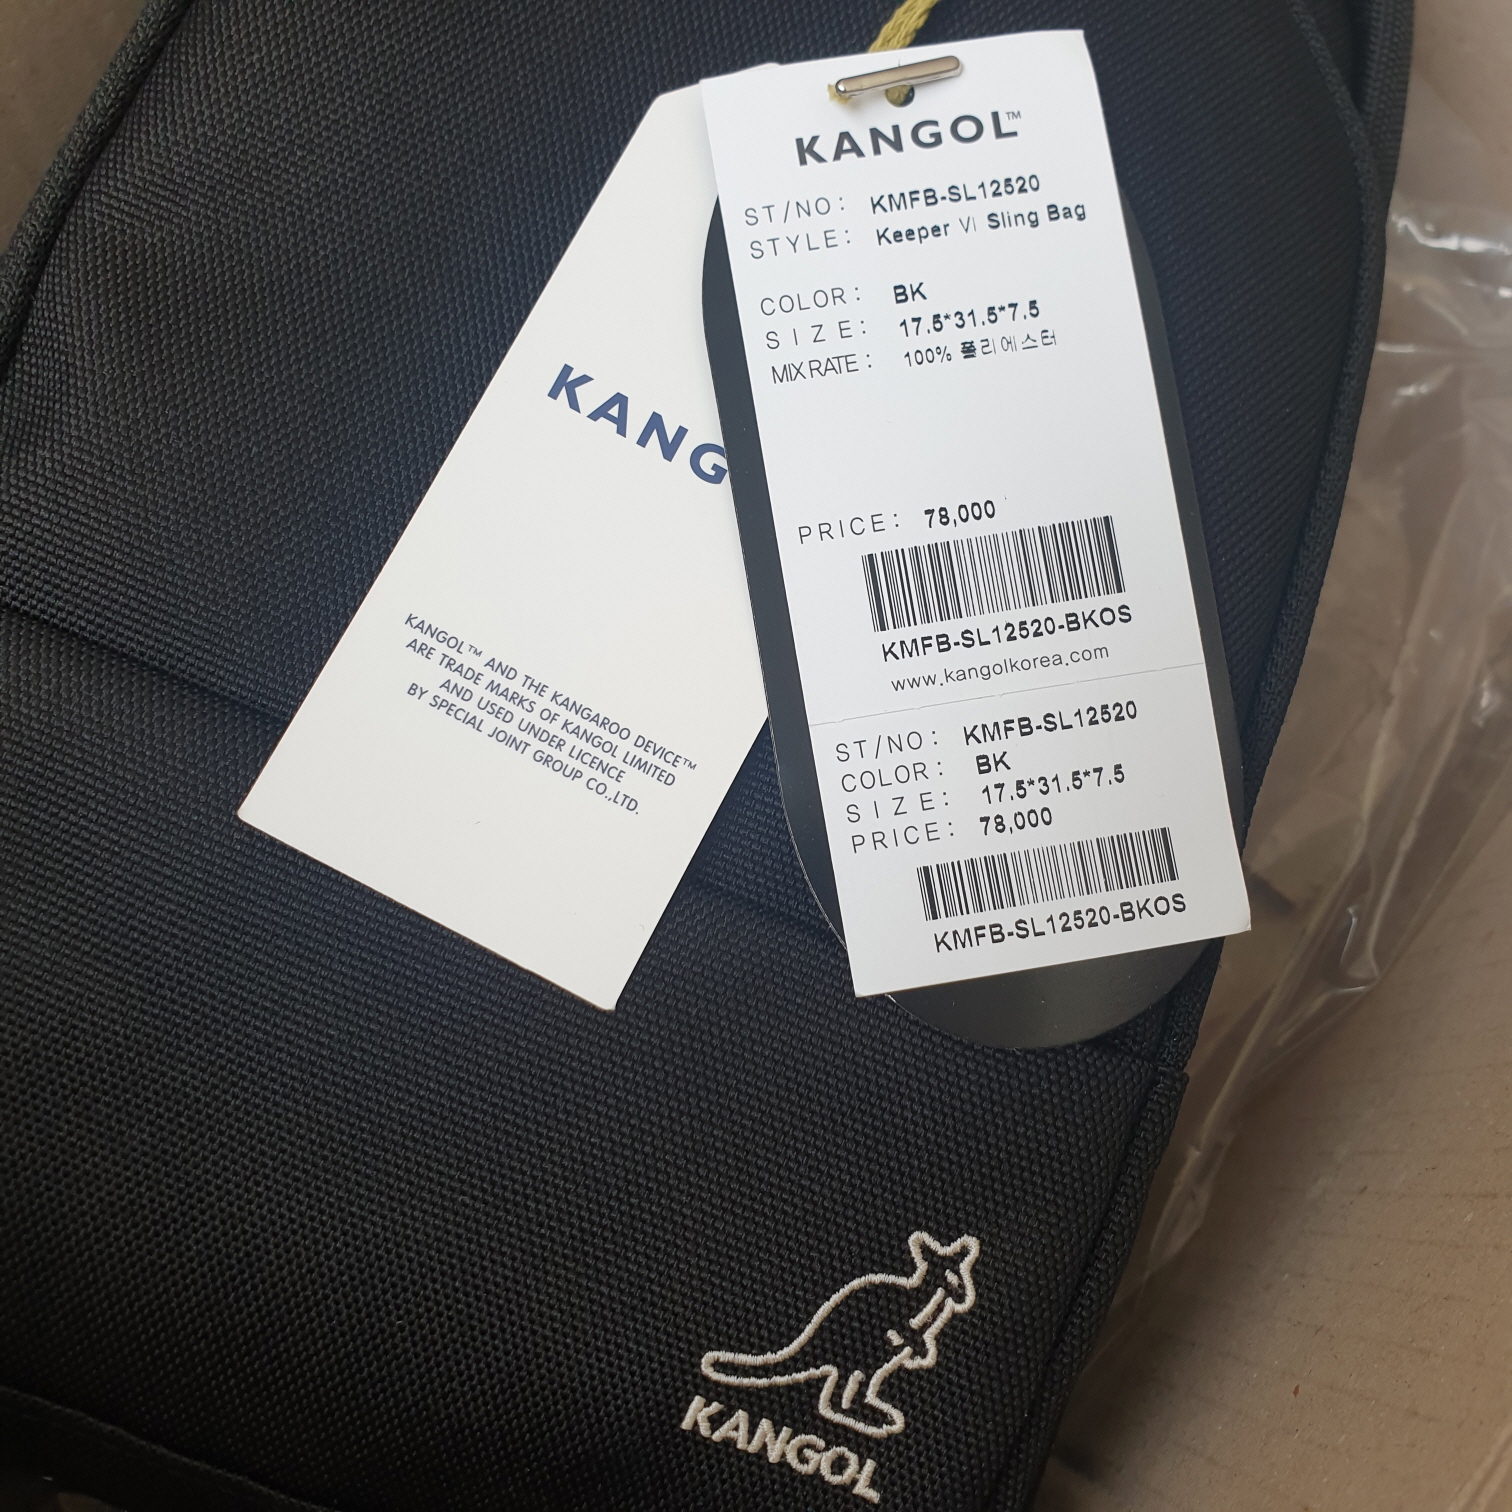 KANGOL™
ST/NO: KMFB-SL12520
STYLE: Keeper Ⅵ Sling Bag
COLOR: BK
SIZE: 17.5*31.5*7.5
MIX RATE: 100% 폴리에스터
PRICE: 78,000
KMFB-SL12520-BKOS
www.kangolkorea.com
ST/NO: KMFB-SL12520
COLOR: BK
SIZE: 17.5*31.5*7.5
PRICE: 78,000
KMFB-SL12520-BKOS
KANG
KANGOL™ AND THE KANGAROO DEVICE™
ARE TRADE MARKS OF KANGOL LIMITED
AND USED UNDER LICENCE
BY SPECIAL JOINT GROUP CO.,LTD.
KANGOL